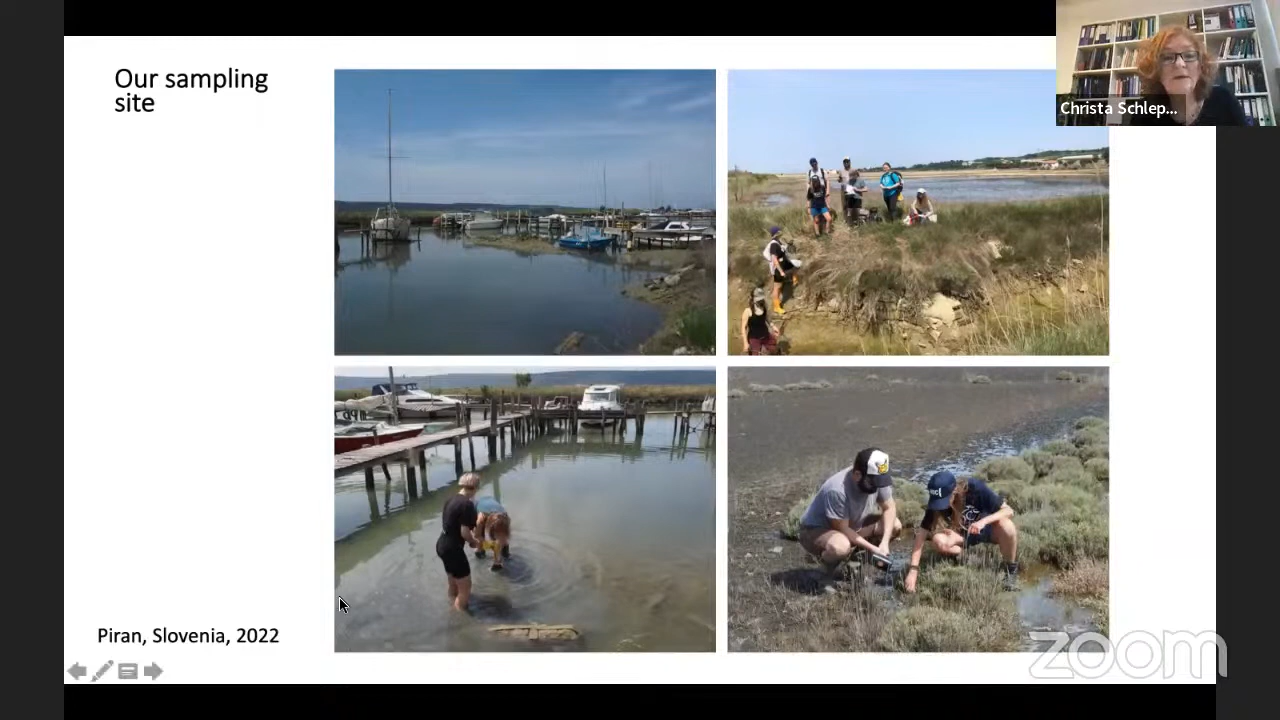 Our sampling
site
Christa Schlep...
Piran, Slovenia, 2022
zoom